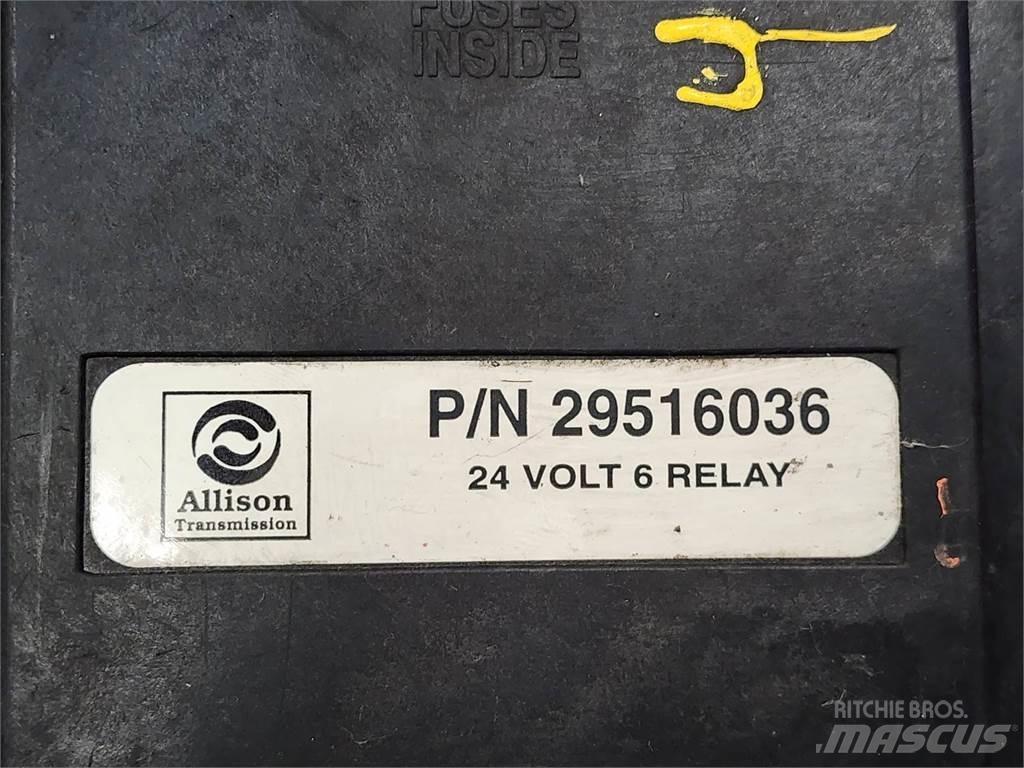 FUSES
INSIDE
P/N 29516036
24 VOLT 6 RELAY
Allison
Transmission
RITCHIE BROS.
MASCUS